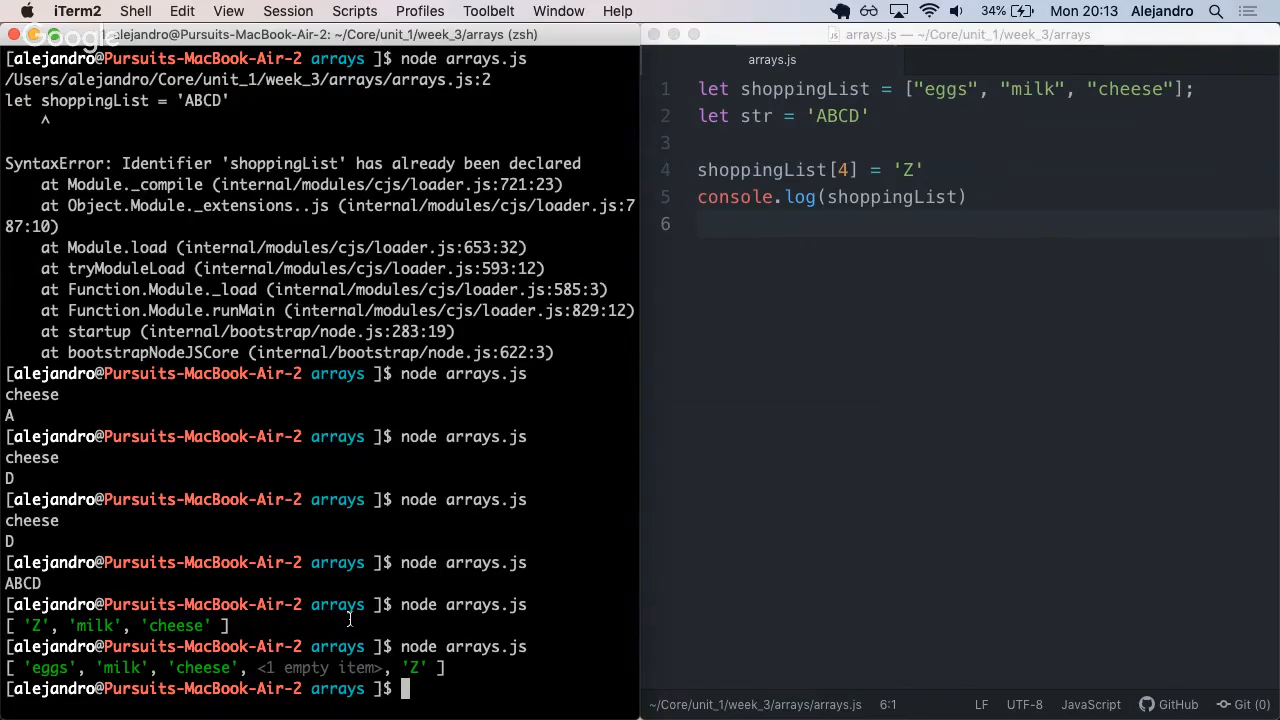 iTerm2 Shell Edit View Session Scripts Profiles Toolbelt Window Help 34% Mon 20:13 Alejandro
Google
alejandro@Pursuits-MacBook-Air-2: ~/Core/unit_1/week_3/arrays (zsh)
[alejandro@Pursuits-MacBook-Air-2 arrays ]$ node arrays.js
/Users/alejandro/Core/unit_1/week_3/arrays/arrays.js:2
let shoppingList = 'ABCD'
^
SyntaxError: Identifier 'shoppingList' has already been declared
at Module._compile (internal/modules/cjs/loader.js:721:23)
at Object.Module._extensions..js (internal/modules/cjs/loader.js:7
87:10)
at Module.load (internal/modules/cjs/loader.js:653:32)
at tryModuleLoad (internal/modules/cjs/loader.js:593:12)
at Function.Module._load (internal/modules/cjs/loader.js:585:3)
at Function.Module.runMain (internal/modules/cjs/loader.js:829:12)
at startup (internal/bootstrap/node.js:283:19)
at bootstrapNodeJSCore (internal/bootstrap/node.js:622:3)
[alejandro@Pursuits-MacBook-Air-2 arrays ]$ node arrays.js
cheese
A
[alejandro@Pursuits-MacBook-Air-2 arrays ]$ node arrays.js
cheese
D
[alejandro@Pursuits-MacBook-Air-2 arrays ]$ node arrays.js
cheese
D
[alejandro@Pursuits-MacBook-Air-2 arrays ]$ node arrays.js
ABCD
[alejandro@Pursuits-MacBook-Air-2 arrays ]$ node arrays.js
[ 'Z', 'milk', 'cheese' ]
[alejandro@Pursuits-MacBook-Air-2 arrays ]$ node arrays.js
[ 'eggs', 'milk', 'cheese', <1 empty item>, 'Z' ]
[alejandro@Pursuits-MacBook-Air-2 arrays ]$
arrays.js — ~/Core/unit_1/week_3/arrays
arrays.js
1 let shoppingList = ["eggs", "milk", "cheese"];
2 let str = 'ABCD'
3
4 shoppingList[4] = 'Z'
5 console.log(shoppingList)
6
~/Core/unit_1/week_3/arrays/arrays.js 6:1 LF UTF-8 JavaScript GitHub Git (0)